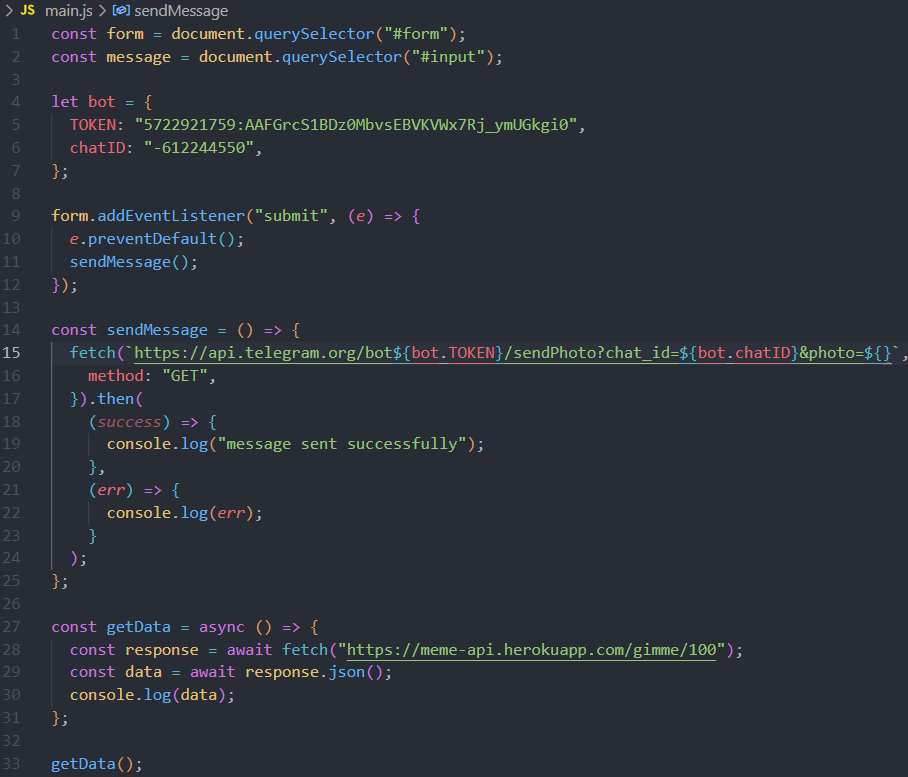 > JS main.js > sendMessage
1 const form = document.querySelector("#form");
2 const message = document.querySelector("#input");
3
4 let bot = {
5 TOKEN: "5722921759:AAFGrcS1BDz0MbvsEBVKVWx7Rj_ymUGkgi0",
6 chatID: "-612244550",
7 };
8
9 form.addEventListener("submit", (e) => {
10 e.preventDefault();
11 sendMessage();
12 });
13
14 const sendMessage = () => {
15 fetch(`https://api.telegram.org/bot${bot.TOKEN}/sendPhoto?chat_id=${bot.chatID}&photo=${}`,
16 method: "GET",
17 }).then(
18 (success) => {
19 console.log("message sent successfully");
20 },
21 (err) => {
22 console.log(err);
23 }
24 );
25 };
26
27 const getData = async () => {
28 const response = await fetch("https://meme-api.herokuapp.com/gimme/100");
29 const data = await response.json();
30 console.log(data);
31 };
32
33 getData();